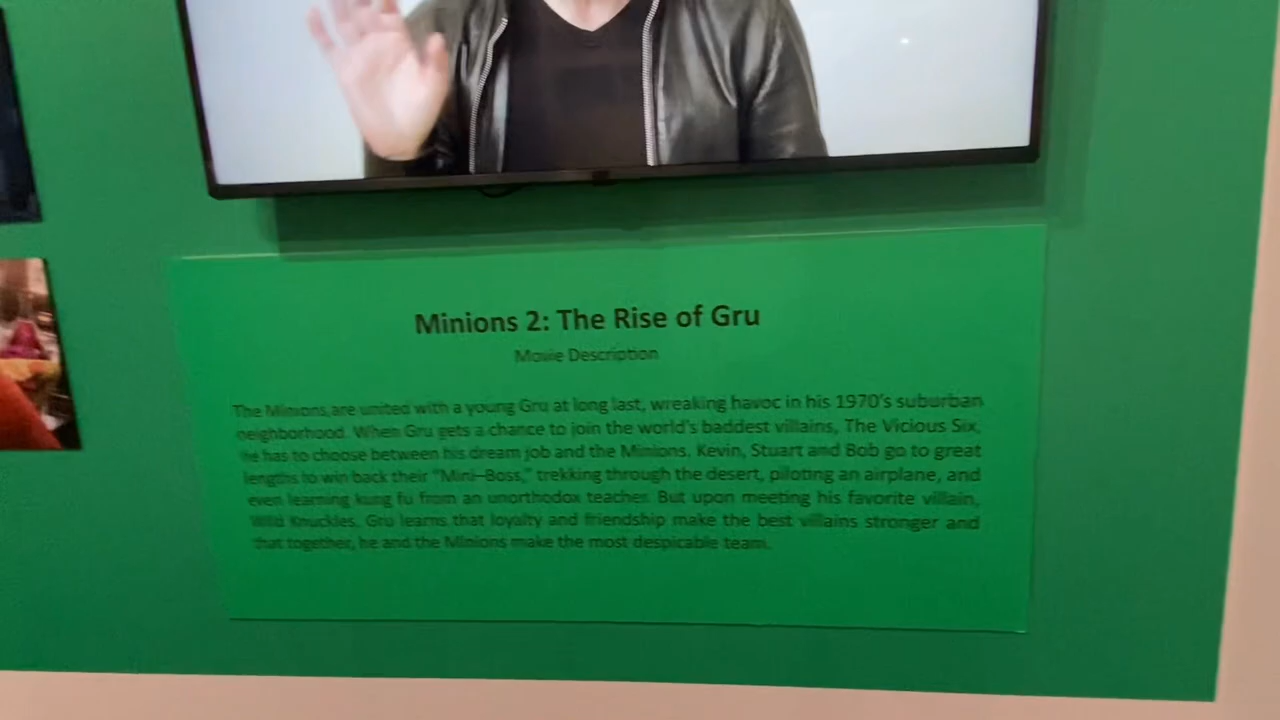 Minions 2: The Rise of Gru
Movie Description
The Minions are united with a young Gru at long last, wreaking havoc in his 1970's suburban
neighborhood. When Gru gets a chance to join the world's baddest villains, The Vicious Six,
he has to choose between his dream job and the Minions. Kevin, Stuart and Bob go to great
lengths to win back their "Mini–Boss," trekking through the desert, piloting an airplane, and
even learning kung fu from an unorthodox teacher. But upon meeting his favorite villain,
Wild Knuckles, Gru learns that loyalty and friendship make the best villains stronger and
that together, he and the Minions make the most despicable team.